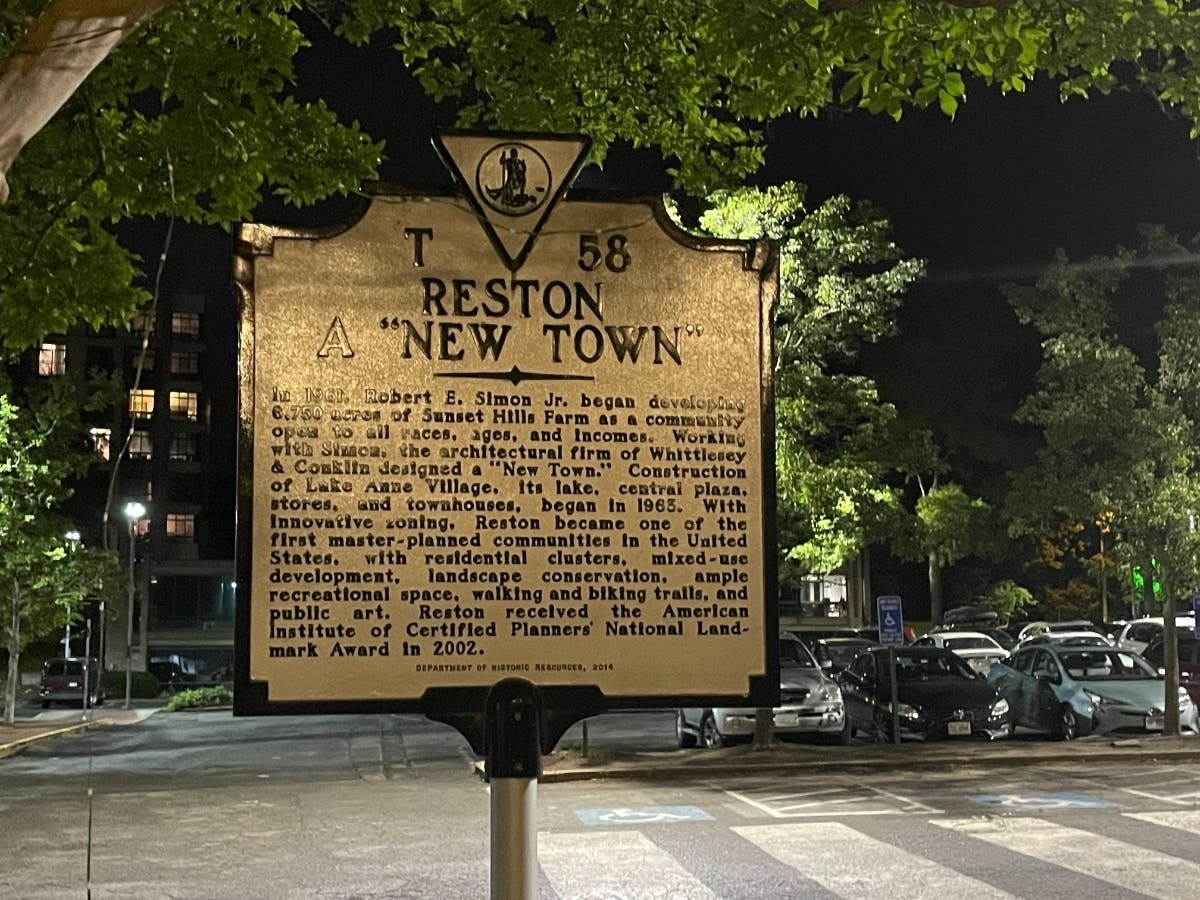 T 58
RESTON
A "NEW TOWN"
In 1961, Robert E. Simon Jr. began developing
6,750 acres of Sunset Hills Farm as a community
open to all races, ages, and incomes. Working
with Simon, the architectural firm of Whittlesey
& Conklin designed a "New Town." Construction
of Lake Anne Village, its lake, central plaza,
stores, and townhouses, began in 1963. With
innovative zoning, Reston became one of the
first master-planned communities in the United
States, with residential clusters, mixed-use
development, landscape conservation, ample
recreational space, walking and biking trails, and
public art. Reston received the American
Institute of Certified Planners' National Land-
mark Award in 2002.
DEPARTMENT OF HISTORIC RESOURCES, 2014